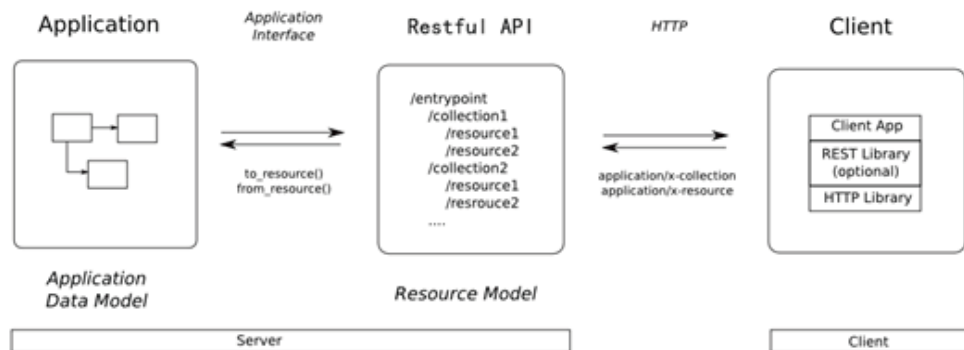 Application
Application
Interface
Restful API
HTTP
Client
/entrypoint
/collection1
/resource1
/resource2
/collection2
/resource1
/resrouce2
....
to_resource()
from_resource()
application/x-collection
application/x-resource
Client App
REST Library
(optional)
HTTP Library
Application
Data Model
Resource Model
Server
Client